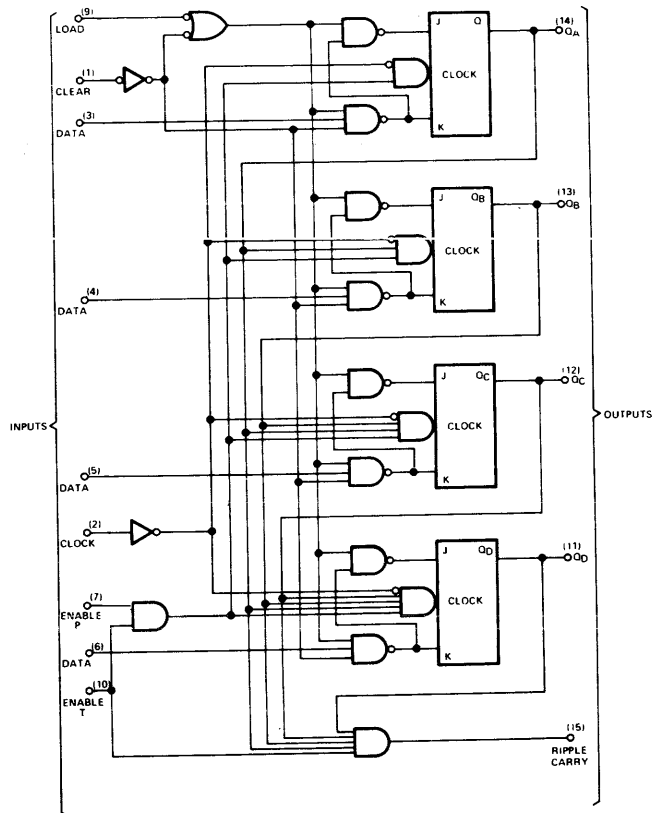 (9)
LOAD
(1)
CLEAR
(3)
DATA
J Q
CLOCK
K
(14)
QA
(4)
DATA
J QB
CLOCK
K
(13)
QB
INPUTS
OUTPUTS
(5)
DATA
J QC
CLOCK
K
(12)
QC
(2)
CLOCK
(7)
ENABLE
P
(6)
DATA
(10)
ENABLE
T
J QD
CLOCK
K
(11)
QD
(15)
RIPPLE
CARRY